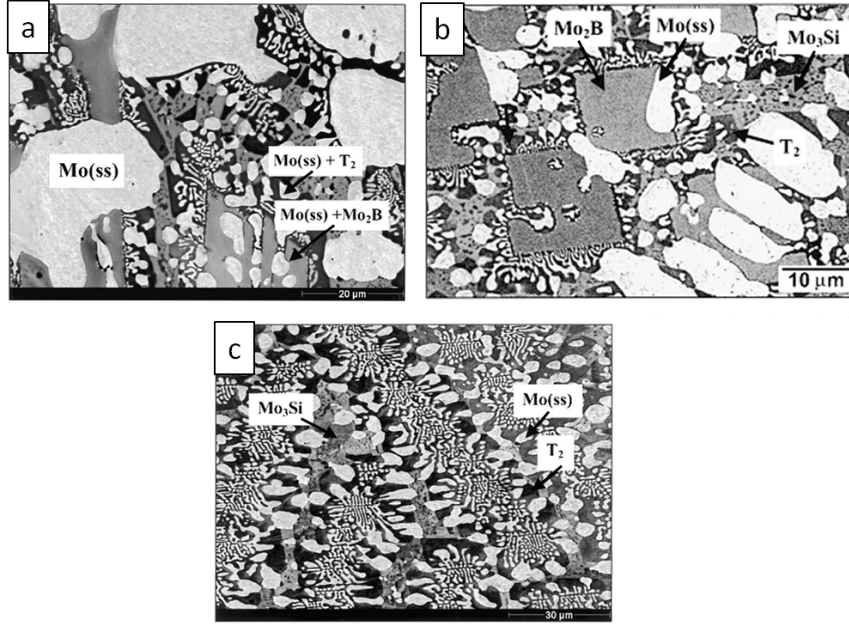 a
Mo(ss)
Mo(ss) + T₂
Mo(ss) +Mo₂B
20 µm
b
Mo₂B
Mo(ss)
Mo₃Si
T₂
10 µm
c
Mo₃Si
Mo(ss)
T₂
30 µm